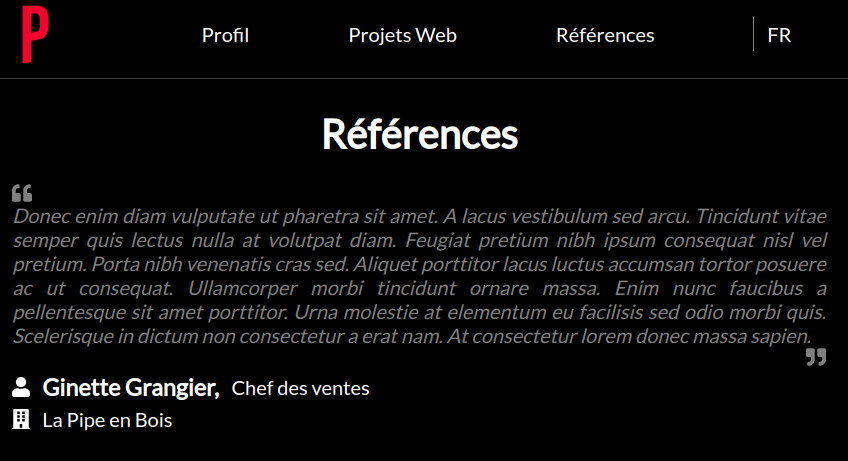 P
Profil
Projets Web
Références
FR
Références
“
Donec enim diam vulputate ut pharetra sit amet. A lacus vestibulum sed arcu. Tincidunt vitae
semper quis lectus nulla at volutpat diam. Feugiat pretium nibh ipsum consequat nisl vel
pretium. Porta nibh venenatis cras sed. Aliquet porttitor lacus luctus accumsan tortor posuere
ac ut consequat. Ullamcorper morbi tincidunt ornare massa. Enim nunc faucibus a
pellentesque sit amet porttitor. Urna molestie at elementum eu facilisis sed odio morbi quis.
Scelerisque in dictum non consectetur a erat nam. At consectetur lorem donec massa sapien.
”
Ginette Grangier, Chef des ventes
La Pipe en Bois